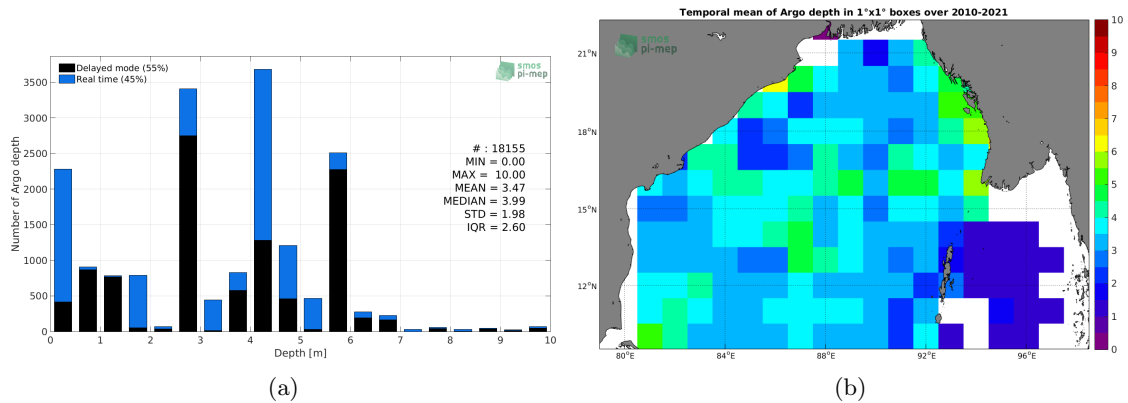 Temporal mean of Argo depth in 1°x1° boxes over 2010-2021
Delayed mode (55%)
Real time (45%)
smos
pi-mep
Number of Argo depth
3500
3000
2500
2000
1500
1000
500
0
# : 18155
MIN = 0.00
MAX = 10.00
MEAN = 3.47
MEDIAN = 3.99
STD = 1.98
IQR = 2.60
0 1 2 3 4 5 6 7 8 9 10
Depth [m]
(a)
smos
pi-mep
21°N
18°N
15°N
12°N
80°E 84°E 88°E 92°E 96°E
10
9
8
7
6
5
4
3
2
1
0
(b)